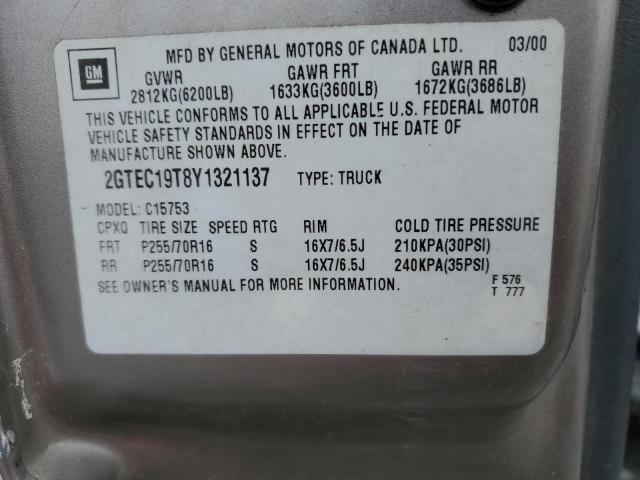 GM
MFD BY GENERAL MOTORS OF CANADA LTD. 03/00
GVWR GAWR FRT GAWR RR
2812KG(6200LB) 1633KG(3600LB) 1672KG(3686LB)
THIS VEHICLE CONFORMS TO ALL APPLICABLE U.S. FEDERAL MOTOR
VEHICLE SAFETY STANDARDS IN EFFECT ON THE DATE OF
MANUFACTURE SHOWN ABOVE.
2GTEC19T8Y1321137 TYPE: TRUCK
MODEL: C15753
CPXQ TIRE SIZE SPEED RTG RIM COLD TIRE PRESSURE
FRT P255/70R16 S 16X7/6.5J 210KPA(30PSI)
RR P255/70R16 S 16X7/6.5J 240KPA(35PSI)
SEE OWNER'S MANUAL FOR MORE INFORMATION. F 576
T 777